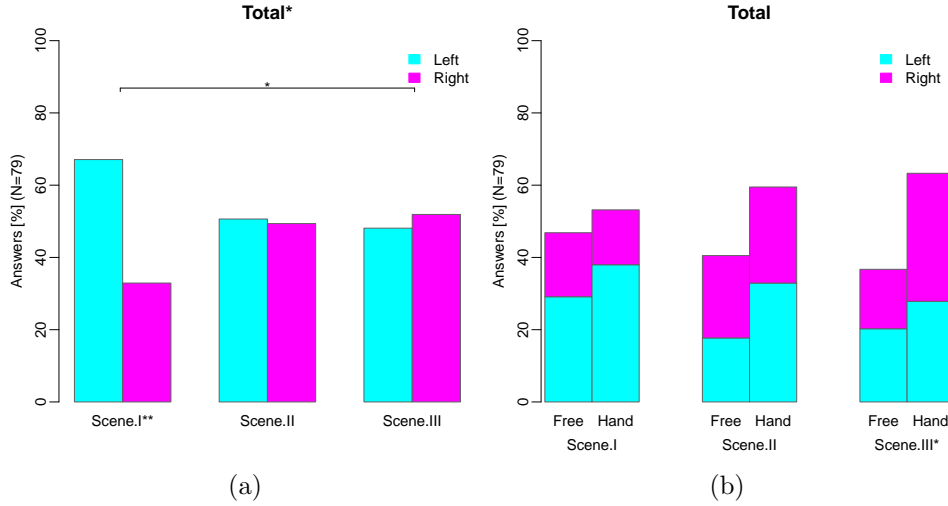 Total*
Answers [%] (N=79)
100
80
60
40
20
0
Left
Right
*
Scene.I**
Scene.II
Scene.III
(a)
Total
Answers [%] (N=79)
100
80
60
40
20
0
Left
Right
Free Hand
Free Hand
Free Hand
Scene.I
Scene.II
Scene.III*
(b)